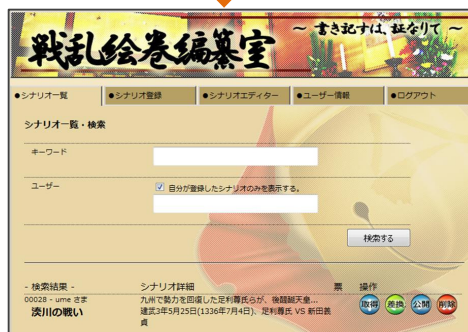 ～ 書き記すは、証なりて ～
戦乱絵巻編纂室
●シナリオ一覧 ●シナリオ登録 ●シナリオエディター ●ユーザー情報 ●ログアウト
シナリオ一覧・検索
キーワード
ユーザー
自分が登録したシナリオのみを表示する。
検索する
- 検索結果 - シナリオ詳細 票 操作
00028 - ume さま 九州で勢力を回復した足利尊氏らが、後醍醐天皇...
湊川の戦い 建武3年5月25日(1336年7月4日)、足利尊氏 VS 新田義
貞
取得 差換 公開 削除